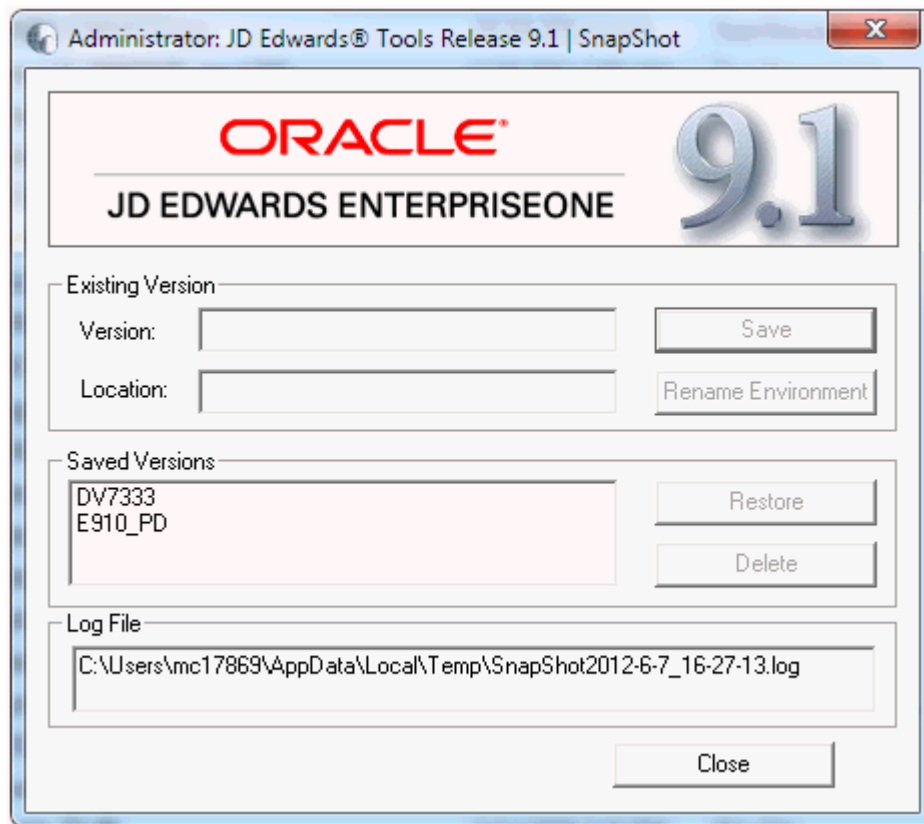 Administrator: JD Edwards® Tools Release 9.1 | SnapShot
ORACLE®
JD EDWARDS ENTERPRISEONE
9.1
Existing Version
Version:
Save
Location:
Rename Environment
Saved Versions
DV7333
E910_PD
Restore
Delete
Log File
C:\Users\mc17869\AppData\Local\Temp\SnapShot2012-6-7_16-27-13.log
Close